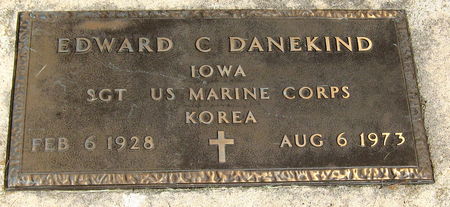 EDWARD C DANEKIND
IOWA
SGT US MARINE CORPS
KOREA
FEB 6 1928 AUG 6 1973